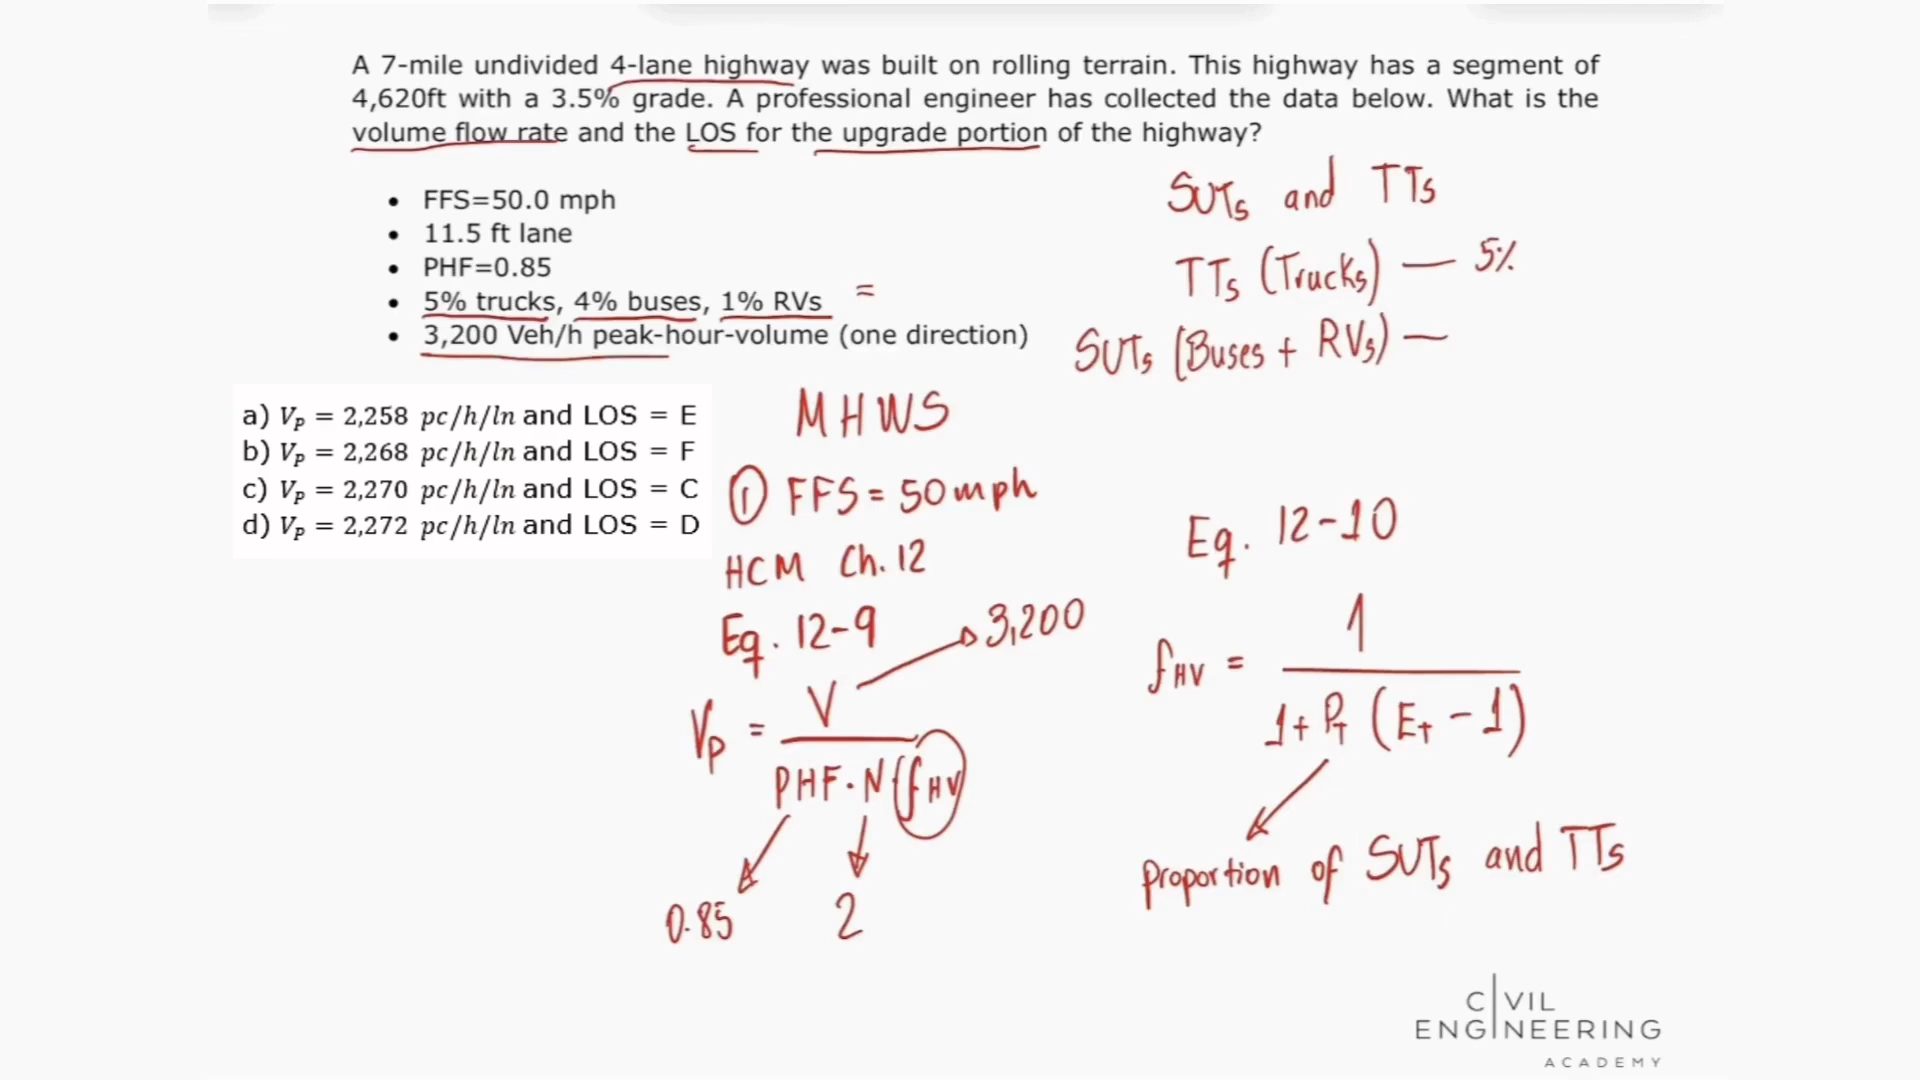 A 7-mile undivided 4-lane highway was built on rolling terrain. This highway has a segment of
4,620ft with a 3.5% grade. A professional engineer has collected the data below. What is the
volume flow rate and the LOS for the upgrade portion of the highway?
• FFS=50.0 mph
• 11.5 ft lane
• PHF=0.85
• 5% trucks, 4% buses, 1% RVs =
• 3,200 Veh/h peak-hour-volume (one direction)
a) Vₚ = 2,258 pc/h/ln and LOS = E
b) Vₚ = 2,268 pc/h/ln and LOS = F
c) Vₚ = 2,270 pc/h/ln and LOS = C
d) Vₚ = 2,272 pc/h/ln and LOS = D
SUTs and TTs
TTs (Trucks) — 5%
SUTs (Buses + RVs) —
MHWS
① FFS = 50 mph
HCM Ch. 12
Eq. 12-9
3,200
Vp = V
PHF · N (fHV)
0.85 2
Eq. 12-10
fHV = 1
1 + PT (ET - 1)
Proportion of SUTs and TTs
CIVIL
ENGINEERING
ACADEMY